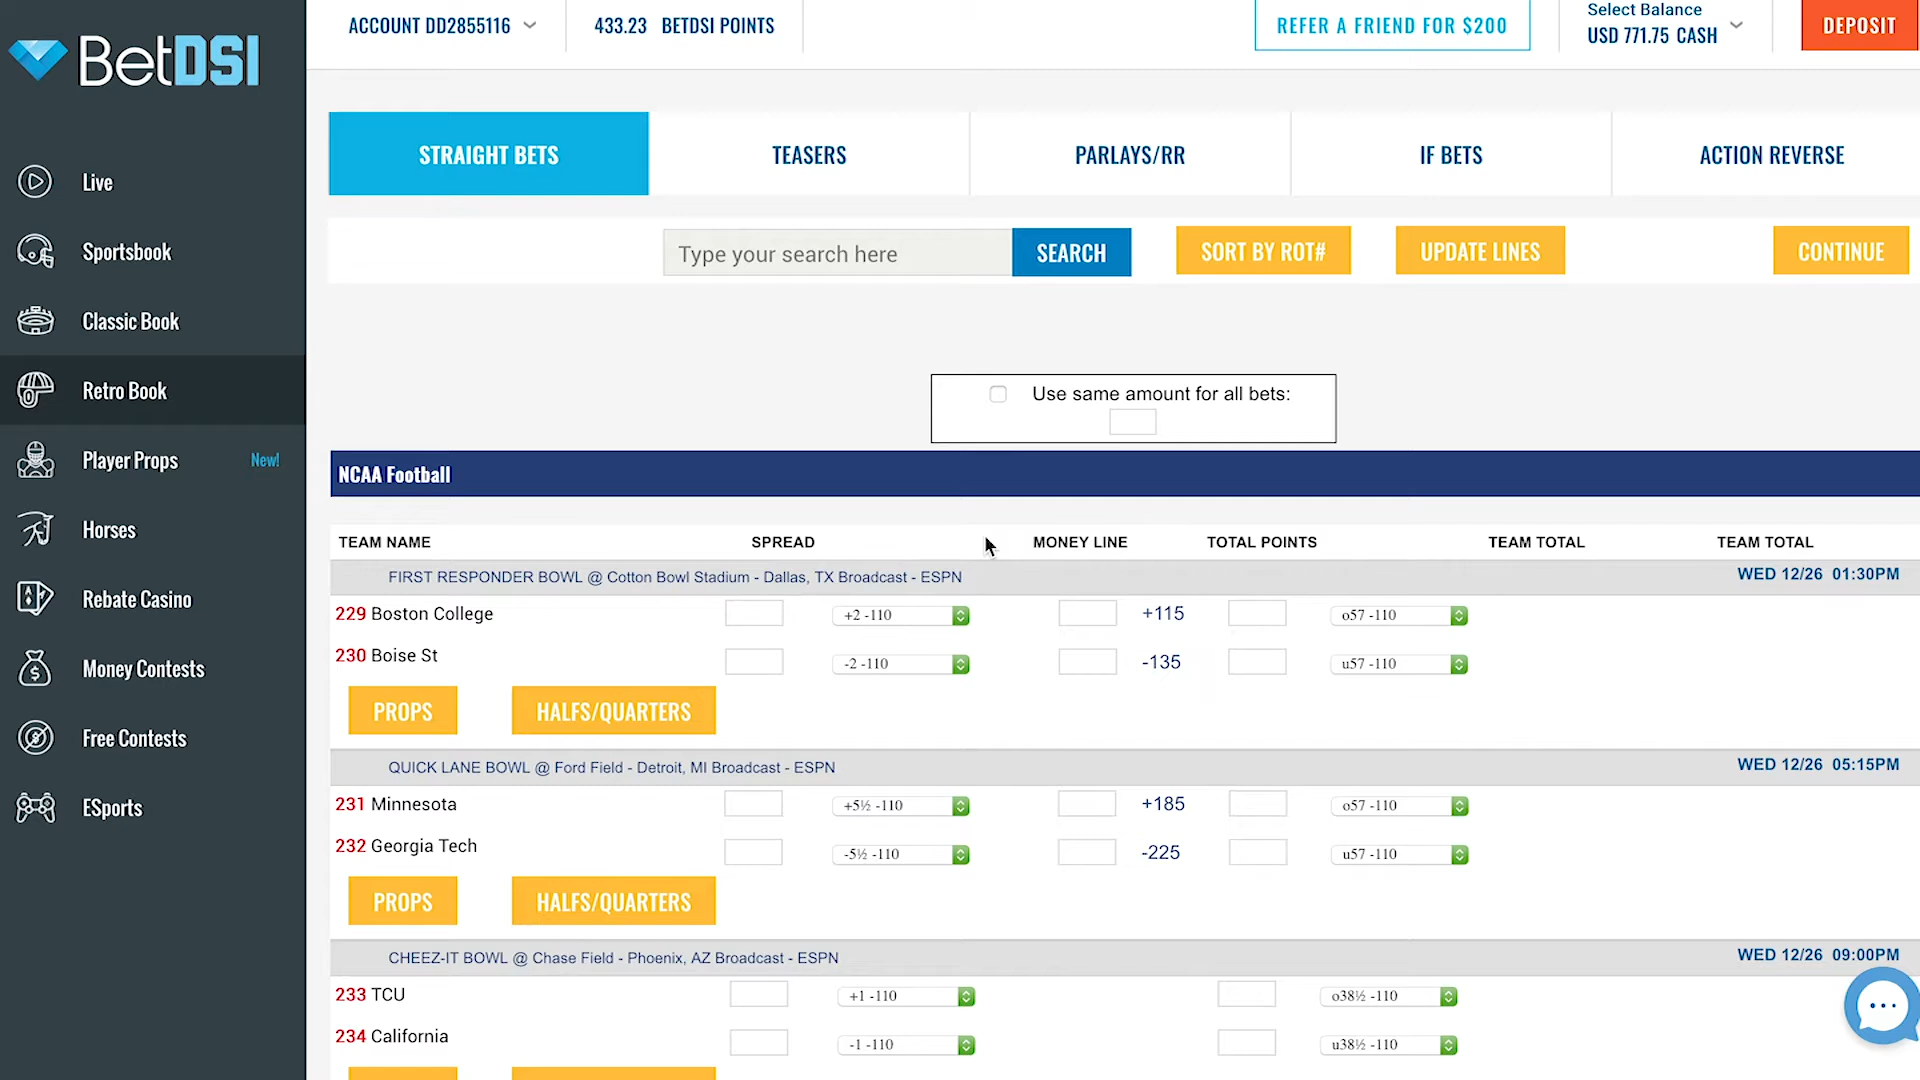 BetDSI
ACCOUNT DD2855116
433.23 BETDSI POINTS
REFER A FRIEND FOR $200
Select Balance
USD 771.75 CASH
DEPOSIT
Live
Sportsbook
Classic Book
Retro Book
Player Props New!
Horses
Rebate Casino
Money Contests
Free Contests
ESports
STRAIGHT BETS TEASERS PARLAYS/RR IF BETS ACTION REVERSE
Type your search here SEARCH SORT BY ROT# UPDATE LINES CONTINUE
Use same amount for all bets:
NCAA Football
TEAM NAME SPREAD MONEY LINE TOTAL POINTS TEAM TOTAL TEAM TOTAL
FIRST RESPONDER BOWL @ Cotton Bowl Stadium - Dallas, TX Broadcast - ESPN WED 12/26 01:30PM
229 Boston College +2 -110 +115 o57 -110
230 Boise St -2 -110 -135 u57 -110
PROPS HALFS/QUARTERS
QUICK LANE BOWL @ Ford Field - Detroit, MI Broadcast - ESPN WED 12/26 05:15PM
231 Minnesota +5½ -110 +185 o57 -110
232 Georgia Tech -5½ -110 -225 u57 -110
PROPS HALFS/QUARTERS
CHEEZ-IT BOWL @ Chase Field - Phoenix, AZ Broadcast - ESPN WED 12/26 09:00PM
233 TCU +1 -110 o38½ -110
234 California -1 -110 u38½ -110